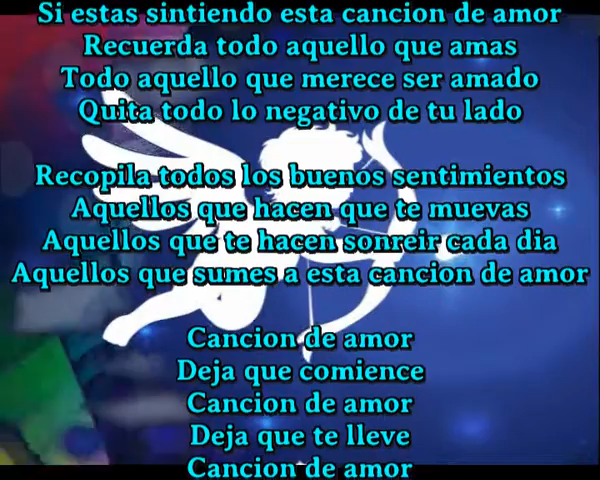 Si estas sintiendo esta cancion de amor
Recuerda todo aquello que amas
Todo aquello que merece ser amado
Quita todo lo negativo de tu lado
Recopila todos los buenos sentimientos
Aquellos que hacen que te muevas
Aquellos que te hacen sonreir cada dia
Aquellos que sumes a esta cancion de amor
Cancion de amor
Deja que comience
Cancion de amor
Deja que te lleve
Cancion de amor